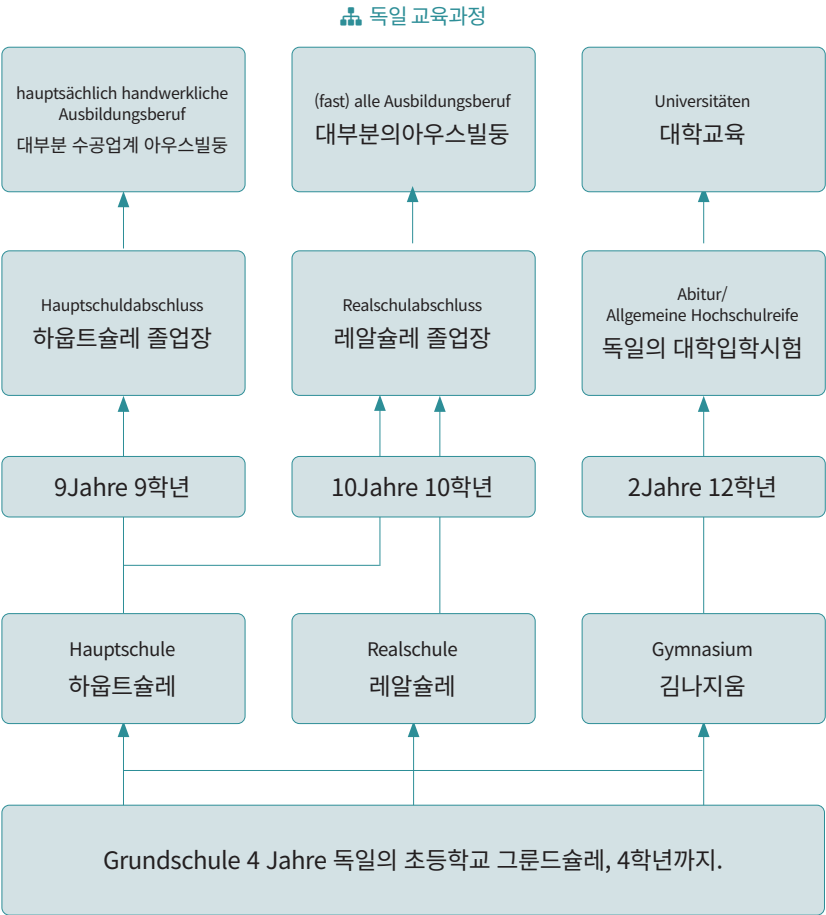 독일 교육과정
hauptsächlich handwerkliche
Ausbildungsberuf
대부분 수공업계 아우스빌둥
(fast) alle Ausbildungsberuf
대부분의아우스빌둥
Universitäten
대학교육
Hauptschuldabschluss
하웁트슐레 졸업장
Realschulabschluss
레알슐레 졸업장
Abitur/
Allgemeine Hochschulreife
독일의 대학입학시험
9Jahre 9학년
10Jahre 10학년
2Jahre 12학년
Hauptschule
하웁트슐레
Realschule
레알슐레
Gymnasium
김나지움
Grundschule 4 Jahre 독일의 초등학교 그룬드슐레, 4학년까지.